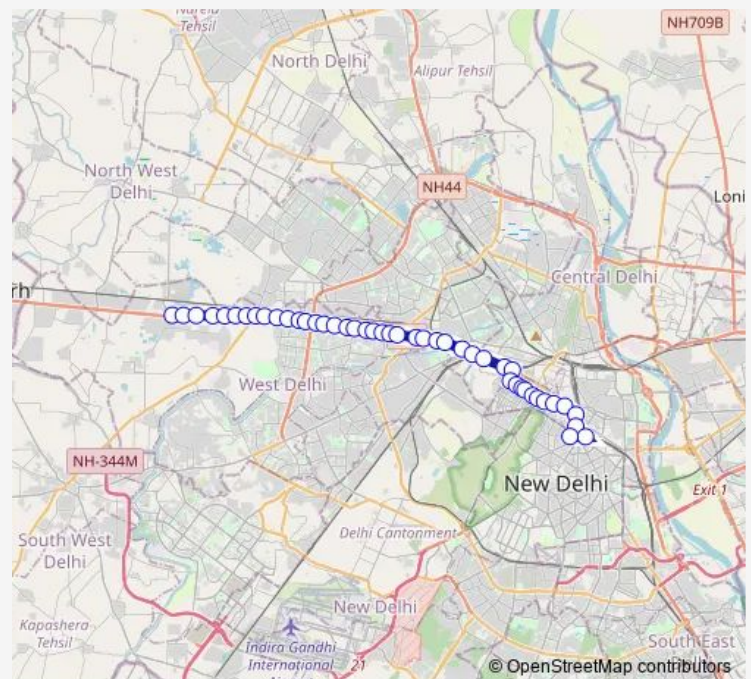 Tehsil
NH709B
North Delhi
Alipur Tehsil
North West
Delhi
NH44
Loni
Central Delhi
rh
West Delhi
NH-344M
New Delhi
Exit 1
Delhi Cantonment
South West
Delhi
New Delhi
Kapashera
Tehsil
Indira Gandhi
International
21
South East
© OpenStreetMap contributors